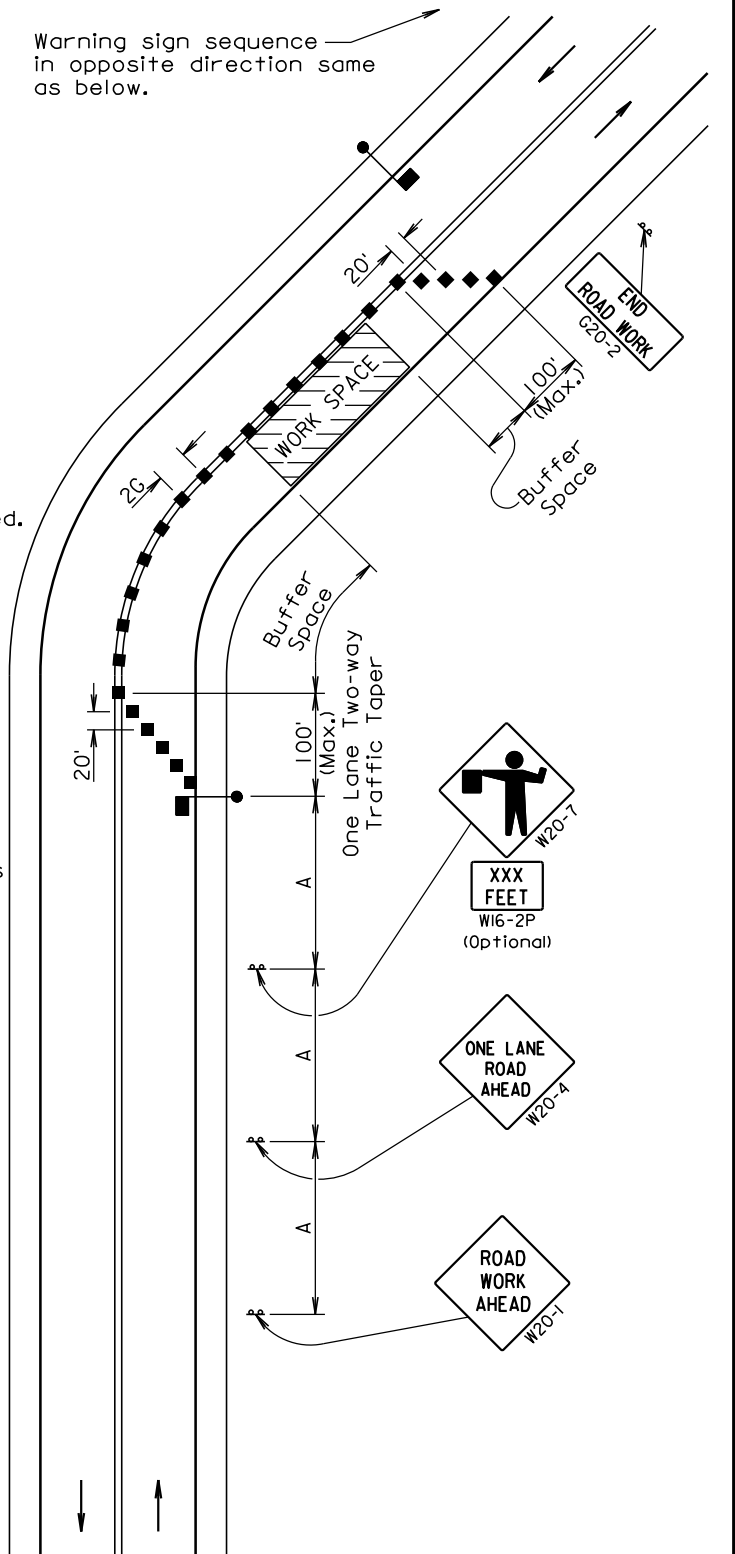 Warning sign sequence
in opposite direction same
as below.
20'
END
ROAD WORK
G20-2
WORK SPACE
100'
(Max.)
Buffer
Space
2G
ed.
Buffer
Space
100'
(Max.)
One Lane Two-way
Traffic Taper
20'
W20-7
XXX
FEET
W16-2P
(Optional)
s
A
A
ONE LANE
ROAD
AHEAD
W20-4
A
ROAD
WORK
AHEAD
W20-1